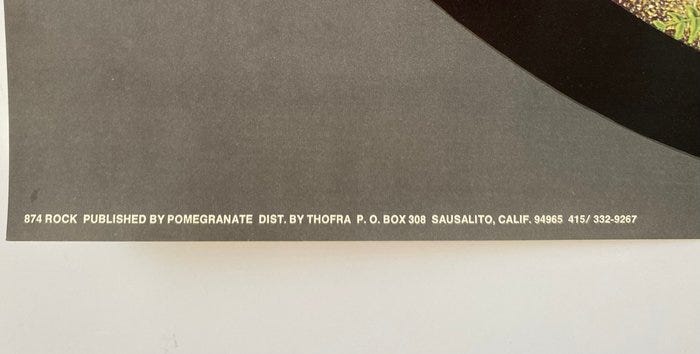 874 ROCK PUBLISHED BY POMEGRANATE DIST. BY THOFRA P. O. BOX 308 SAUSALITO, CALIF. 94965 415/ 332-9267